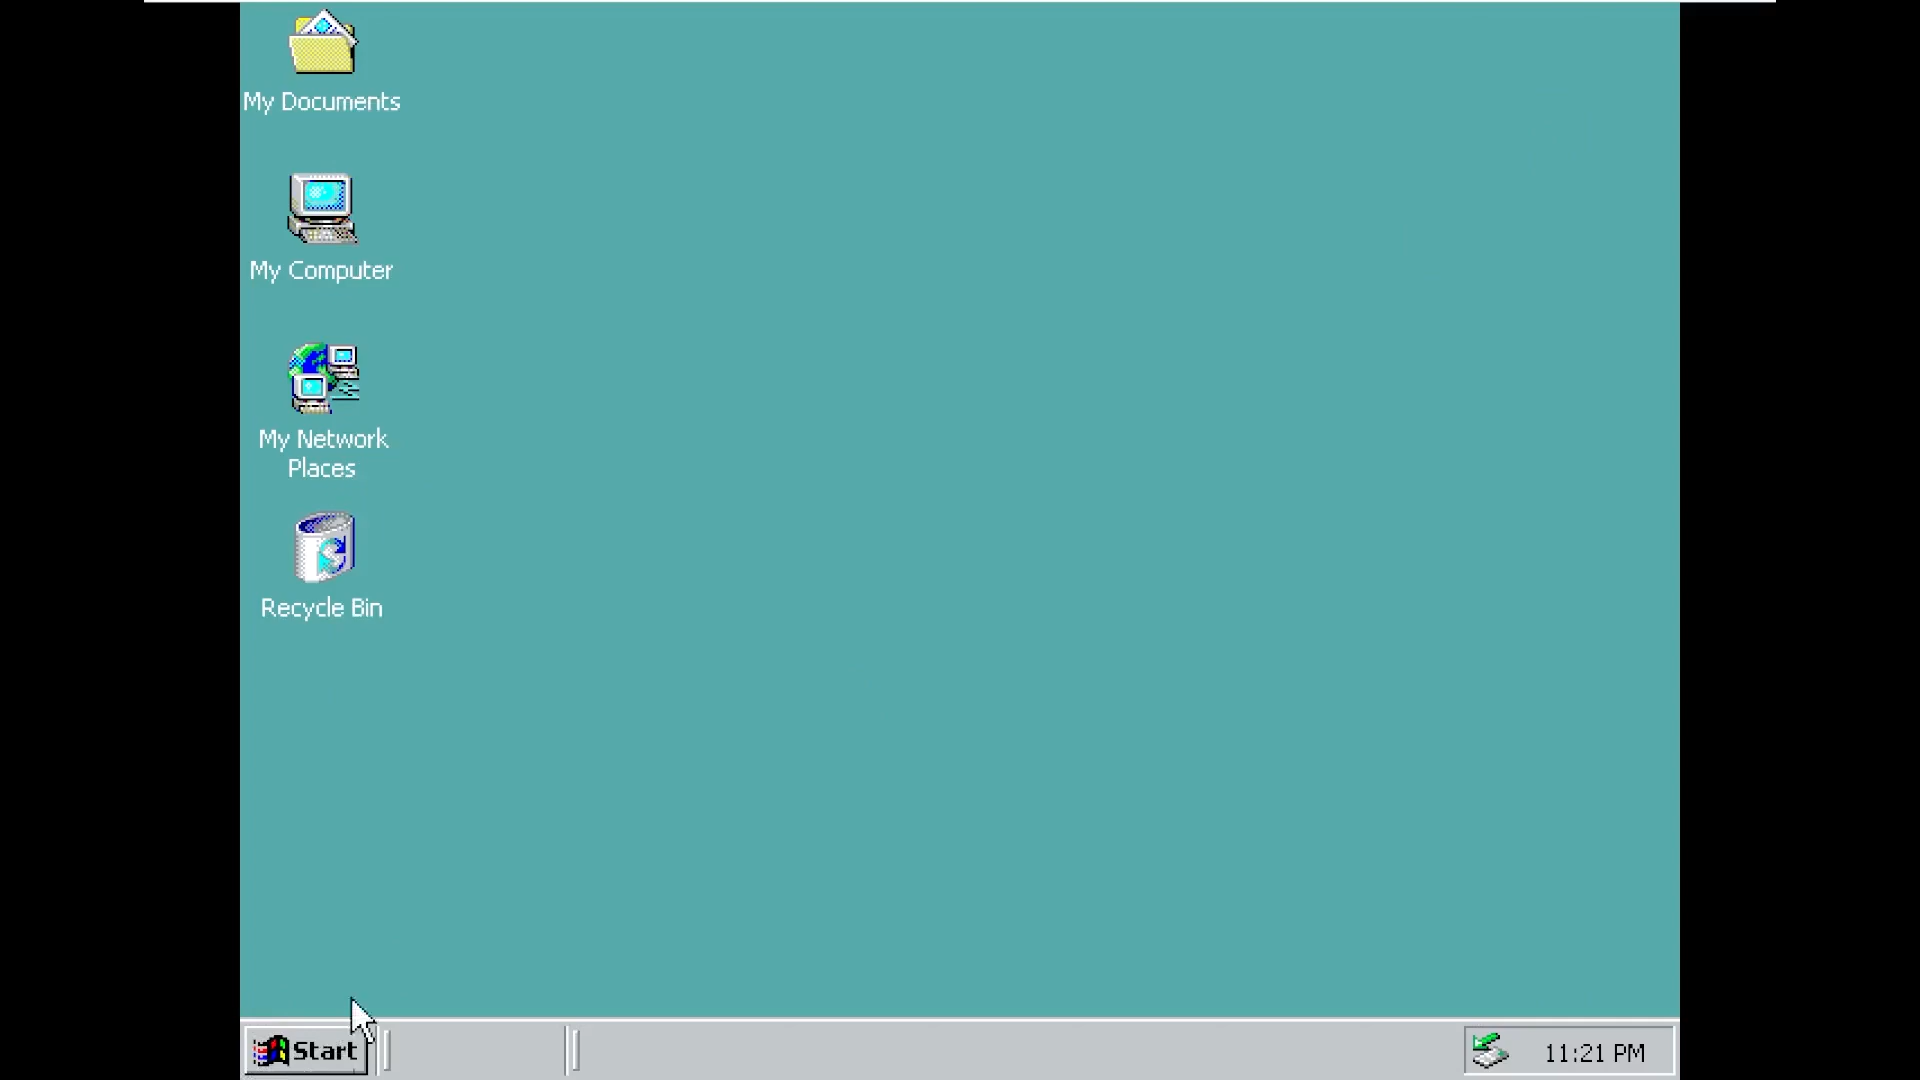 My Documents
My Computer
My Network
Places
Recycle Bin
Start
11:21 PM